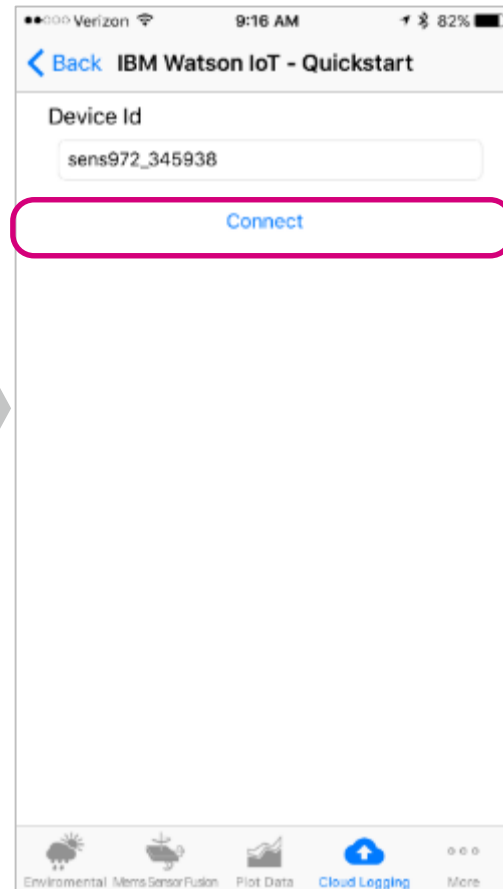 Verizon 9:16 AM 82%
Back IBM Watson IoT - Quickstart
Device Id
sens972_345938
Connect
Enviromental Mems Sensor Fusion Plot Data Cloud Logging More